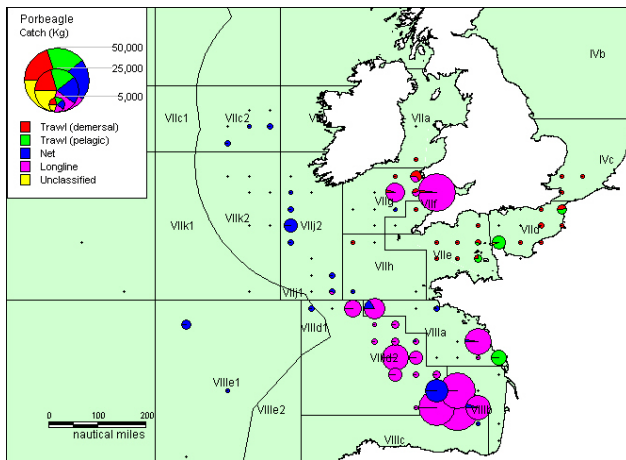 Porbeagle
Catch (Kg)
50,000
25,000
5,000
Trawl (demersal)
Trawl (pelagic)
Net
Longline
Unclassified
IVb
VIIc1
VIIc2
VIIa
IVc
VIIg
VIIf
VIIk1
VIIk2
VIIj2
VIId
VIIe
VIIh
VIIj1
VIIId1
VIIIa
VIIId2
VIIIe1
VIIIe2
VIIIb
VIIIc
0 100 200
nautical miles